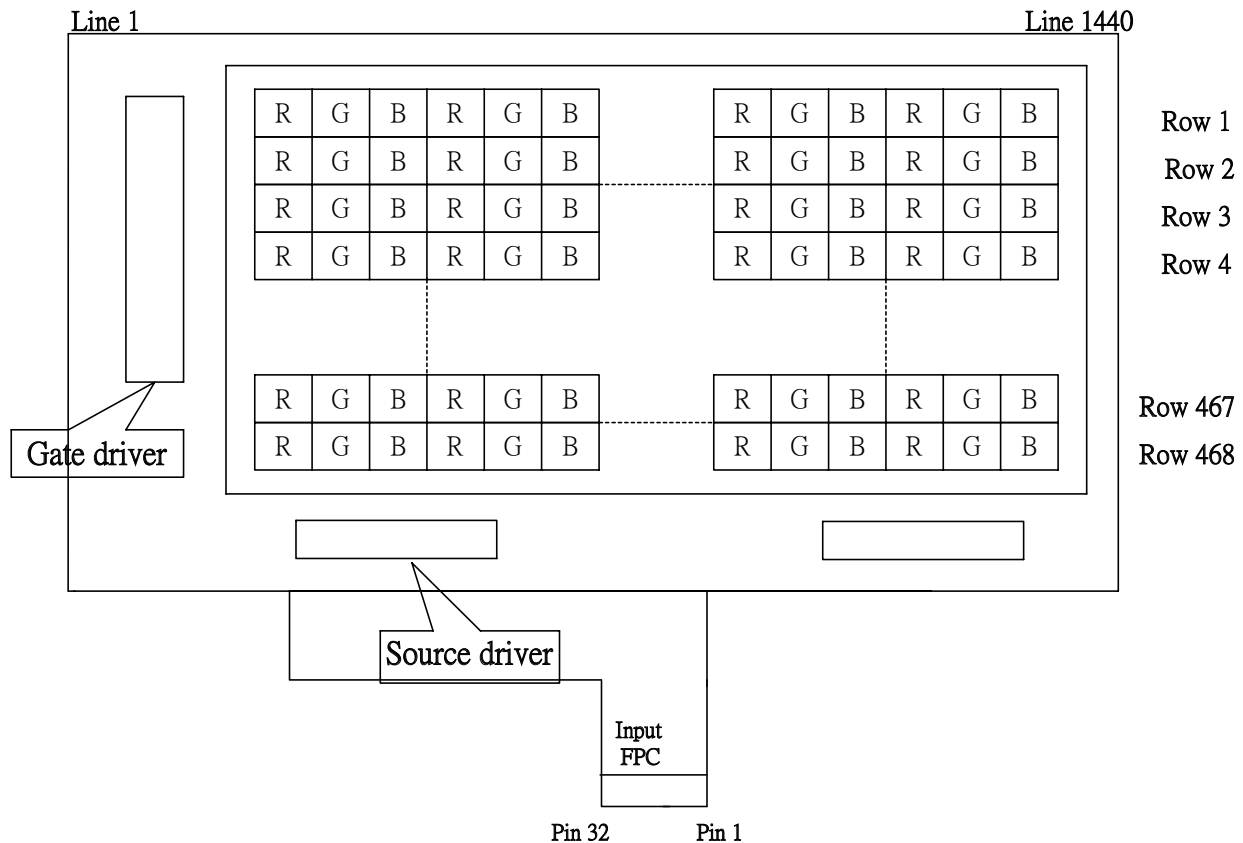 Line 1 Line 1440
R G B R G B R G B R G B Row 1
R G B R G B R G B R G B Row 2
R G B R G B R G B R G B Row 3
R G B R G B R G B R G B Row 4
R G B R G B R G B R G B Row 467
R G B R G B R G B R G B Row 468
Gate driver
Source driver
Input
FPC
Pin 32 Pin 1